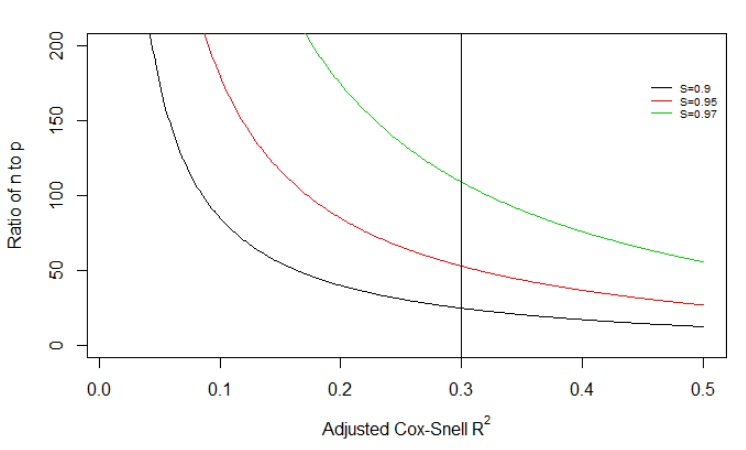 200
150
100
50
0
Ratio of n to p
S=0.9
S=0.95
S=0.97
0.0 0.1 0.2 0.3 0.4 0.5
Adjusted Cox-Snell R²